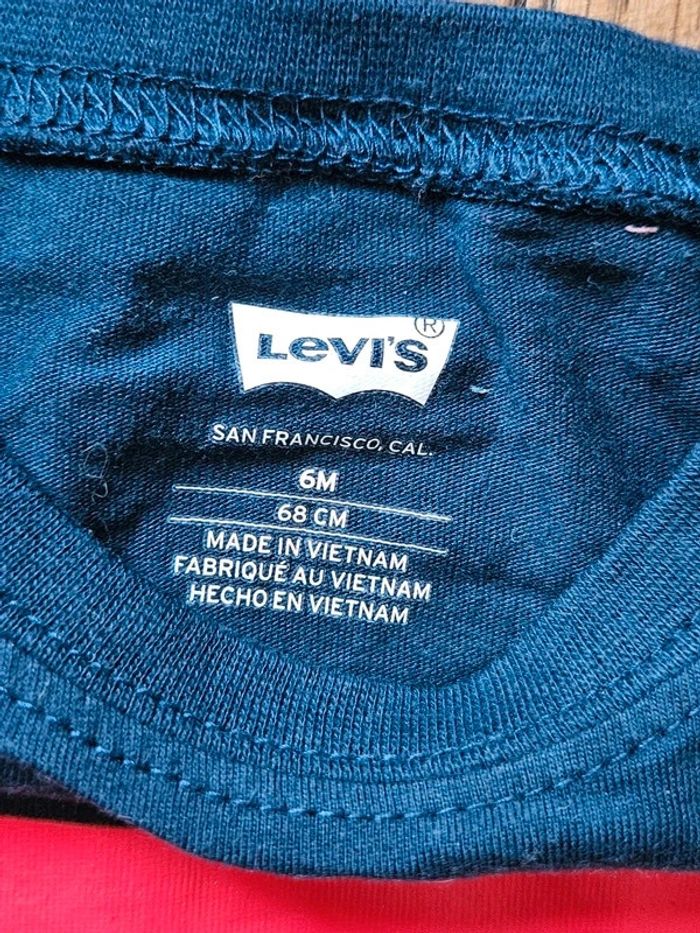 Levi's ®
SAN FRANCISCO, CAL.
6M
68 CM
MADE IN VIETNAM
FABRIQUÉ AU VIETNAM
HECHO EN VIETNAM